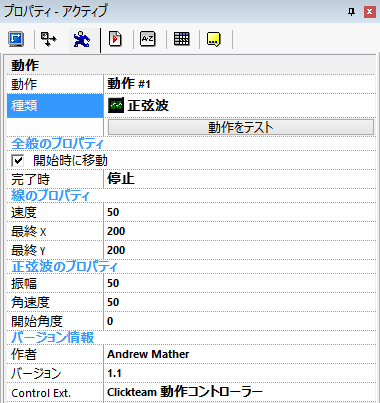 プロパティ - アクティブ
A-Z
動作
動作 動作 #1
種類 正弦波
動作をテスト
全般のプロパティ
開始時に移動
完了時 停止
線のプロパティ
速度 50
最終 X 200
最終 Y 200
正弦波のプロパティ
振幅 50
角速度 50
開始角度 0
バージョン情報
作者 Andrew Mather
バージョン 1.1
Control Ext. Clickteam 動作コントローラー